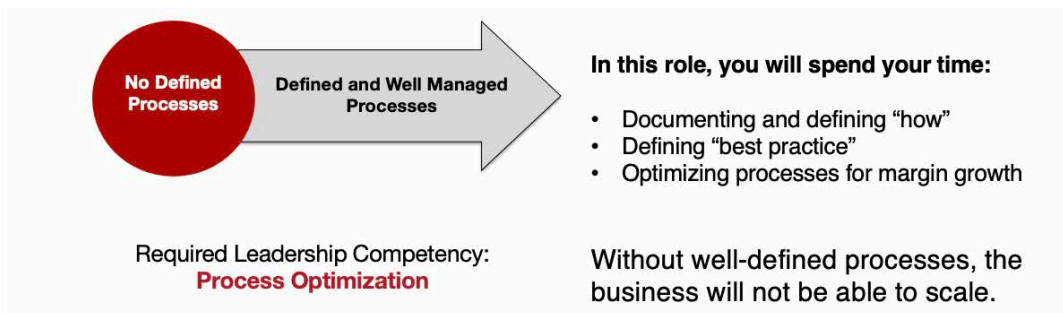 No Defined
Processes
Defined and Well Managed
Processes
Required Leadership Competency:
Process Optimization
In this role, you will spend your time:
• Documenting and defining “how”
• Defining “best practice”
• Optimizing processes for margin growth
Without well-defined processes, the
business will not be able to scale.